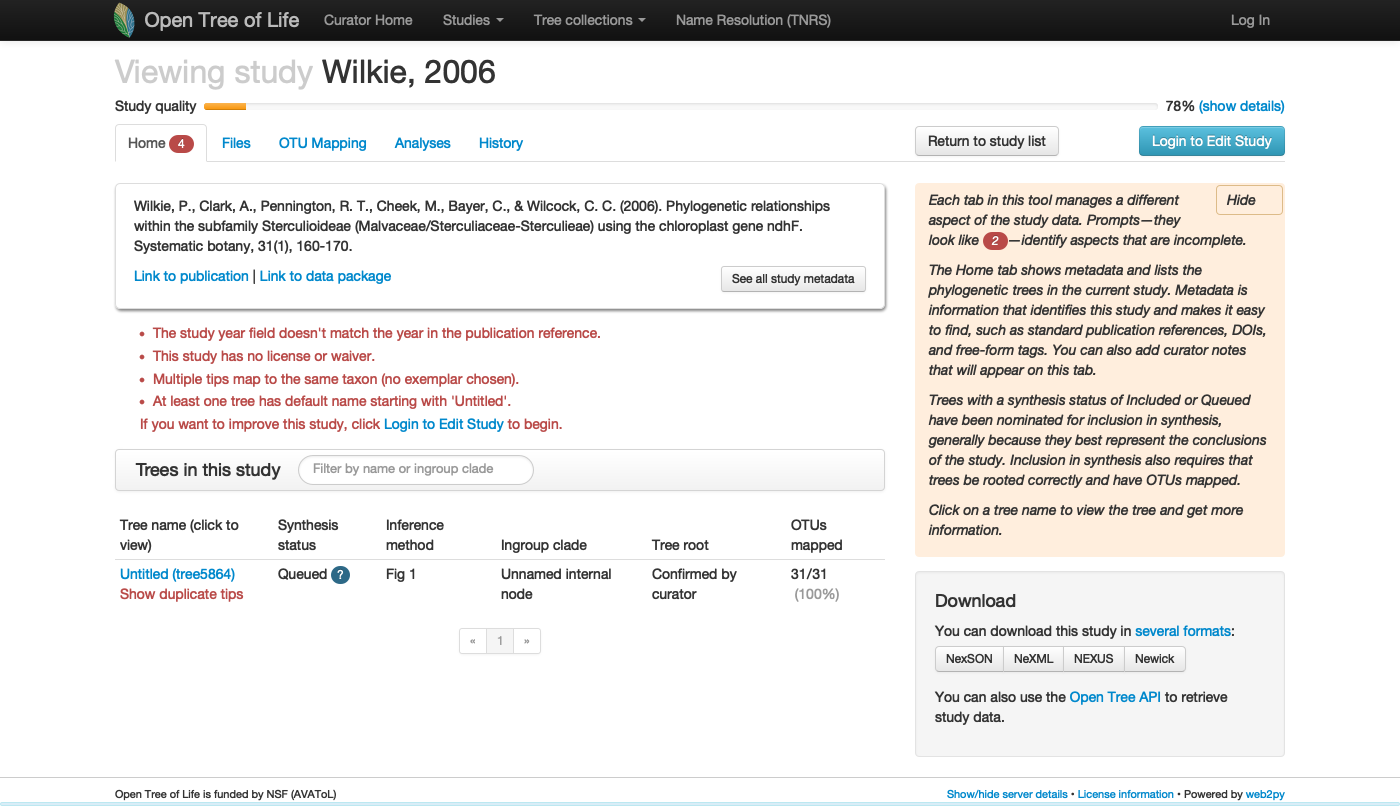 Open Tree of Life Curator Home Studies Tree collections Name Resolution (TNRS) Log In
Viewing study Wilkie, 2006
Study quality 78% (show details)
Home 4 Files OTU Mapping Analyses History Return to study list Login to Edit Study
Wilkie, P., Clark, A., Pennington, R. T., Cheek, M., Bayer, C., & Wilcock, C. C. (2006). Phylogenetic relationships
within the subfamily Sterculioideae (Malvaceae/Sterculiaceae-Sterculieae) using the chloroplast gene ndhF.
Systematic botany, 31(1), 160-170.
Link to publication | Link to data package See all study metadata
• The study year field doesn't match the year in the publication reference.
• This study has no license or waiver.
• Multiple tips map to the same taxon (no exemplar chosen).
• At least one tree has default name starting with 'Untitled'.
If you want to improve this study, click Login to Edit Study to begin.
Trees in this study Filter by name or ingroup clade
Tree name (click to
view)
Synthesis
status
Inference
method
Ingroup clade
Tree root
OTUs
mapped
Untitled (tree5864)
Show duplicate tips
Queued ?
Fig 1
Unnamed internal
node
Confirmed by
curator
31/31
(100%)
« 1 »
Hide
Each tab in this tool manages a different
aspect of the study data. Prompts—they
look like 2—identify aspects that are incomplete.
The Home tab shows metadata and lists the
phylogenetic trees in the current study. Metadata is
information that identifies this study and makes it easy
to find, such as standard publication references, DOIs,
and free-form tags. You can also add curator notes
that will appear on this tab.
Trees with a synthesis status of Included or Queued
have been nominated for inclusion in synthesis,
generally because they best represent the conclusions
of the study. Inclusion in synthesis also requires that
trees be rooted correctly and have OTUs mapped.
Click on a tree name to view the tree and get more
information.
Download
You can download this study in several formats:
NexSON NeXML NEXUS Newick
You can also use the Open Tree API to retrieve
study data.
Open Tree of Life is funded by NSF (AVAToL) Show/hide server details • License information • Powered by web2py